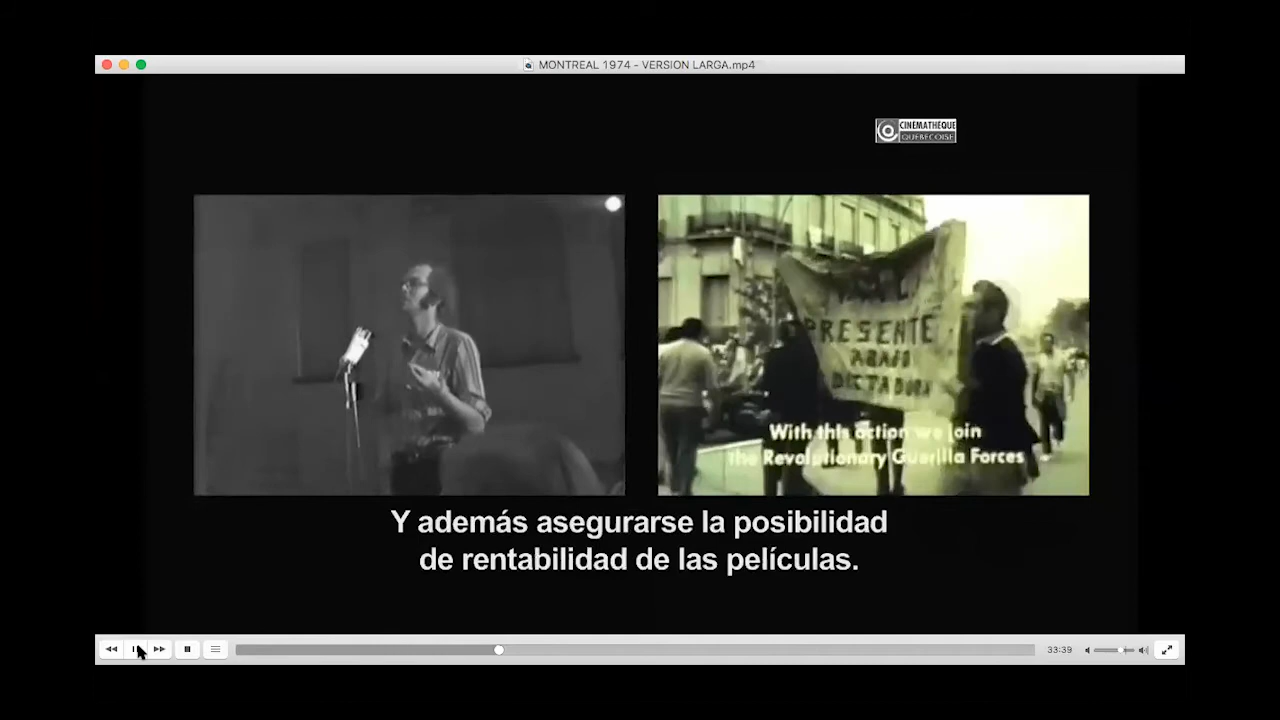 MONTREAL 1974 - VERSION LARGA.mp4
CINEMATHEQUE
QUEBECOISE
PRESENTE
ABAJO
DICTADURA
With this action we join
the Revolutionary Guerilla Forces
Y además asegurarse la posibilidad
de rentabilidad de las películas.
33:39